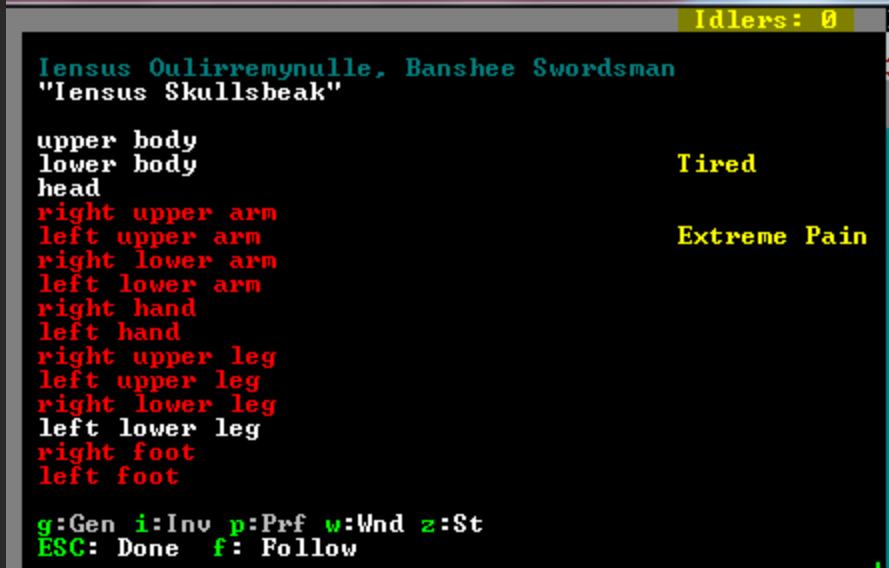 Idlers: 0
Iensus Oulirremynulle, Banshee Swordsman
"Iensus Skullsbeak"
upper body
lower body Tired
head
right upper arm
left upper arm Extreme Pain
right lower arm
left lower arm
right hand
left hand
right upper leg
left upper leg
right lower leg
left lower leg
right foot
left foot
g:Gen i:Inv p:Prf w:Wnd z:St
ESC: Done f: Follow